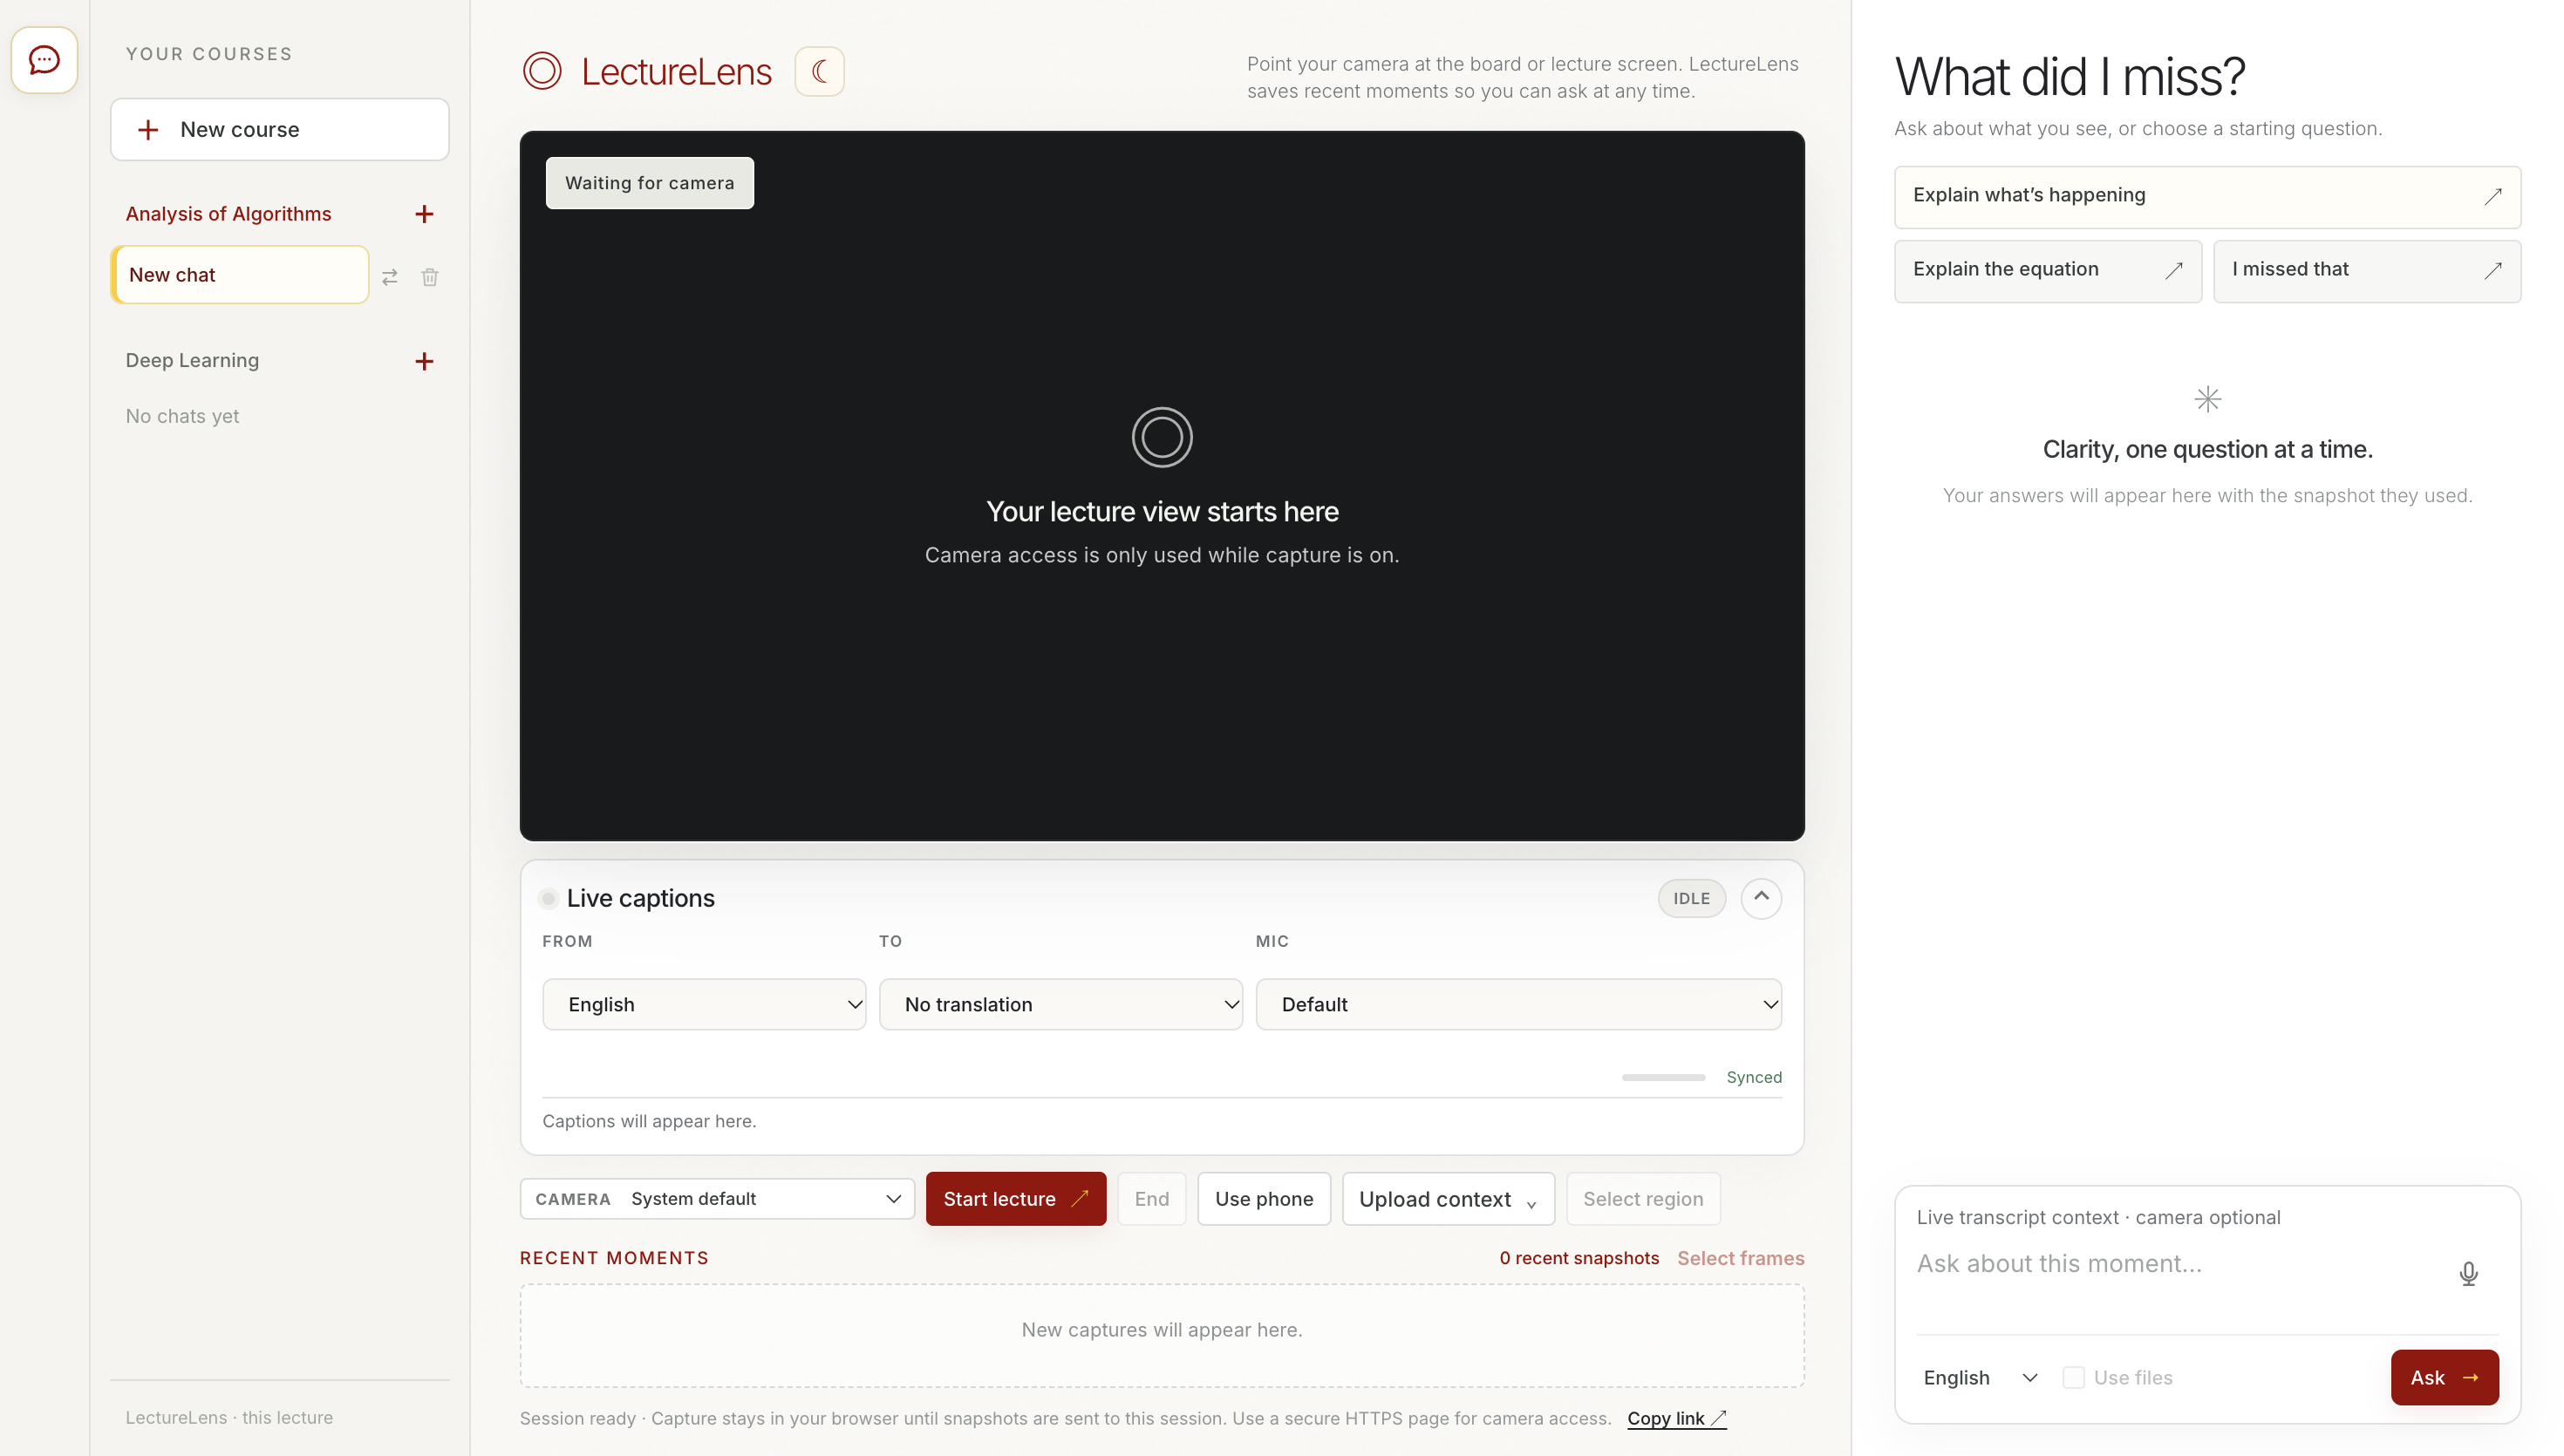 YOUR COURSES
New course
Analysis of Algorithms
New chat
Deep Learning
No chats yet
LectureLens · this lecture
LectureLens
Point your camera at the board or lecture screen. LectureLens
saves recent moments so you can ask at any time.
Waiting for camera
Your lecture view starts here
Camera access is only used while capture is on.
Live captions
IDLE
FROM
TO
MIC
English
No translation
Default
Synced
Captions will appear here.
CAMERA System default
Start lecture
End
Use phone
Upload context
Select region
RECENT MOMENTS
0 recent snapshots
Select frames
New captures will appear here.
Session ready · Capture stays in your browser until snapshots are sent to this session. Use a secure HTTPS page for camera access. Copy link
What did I miss?
Ask about what you see, or choose a starting question.
Explain what’s happening
Explain the equation
I missed that
Clarity, one question at a time.
Your answers will appear here with the snapshot they used.
Live transcript context · camera optional
Ask about this moment...
English
Use files
Ask